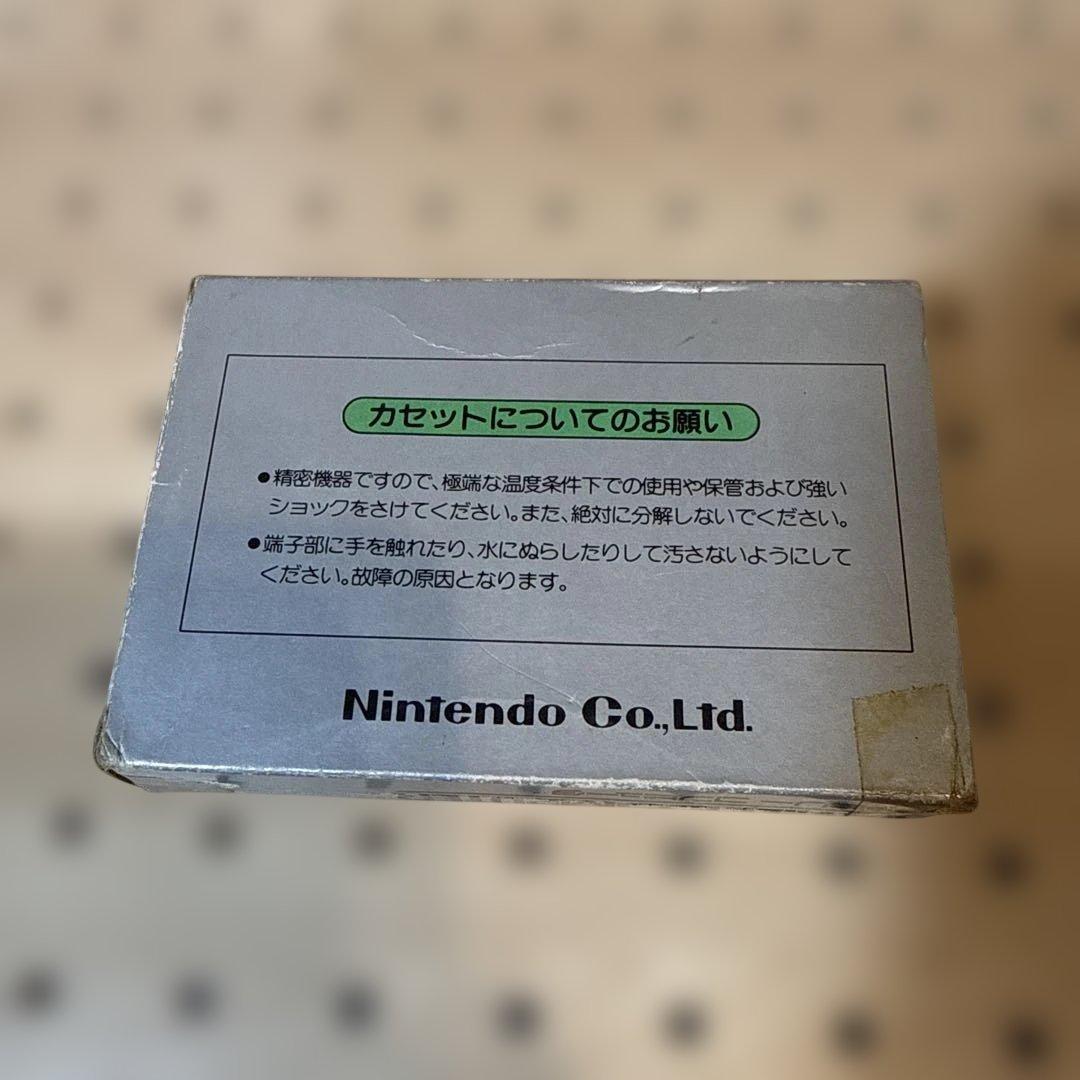 カセットについてのお願い
●精密機器ですので、極端な温度条件下での使用や保管および強い
ショックをさけてください。また、絶対に分解しないでください。
●端子部に手を触れたり、水にぬらしたりして汚さないようにして
ください。故障の原因となります。
Nintendo Co.,Ltd.